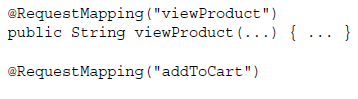 @RequestMapping("viewProduct")
public String viewProduct(...) { ... }
@RequestMapping("addToCart")